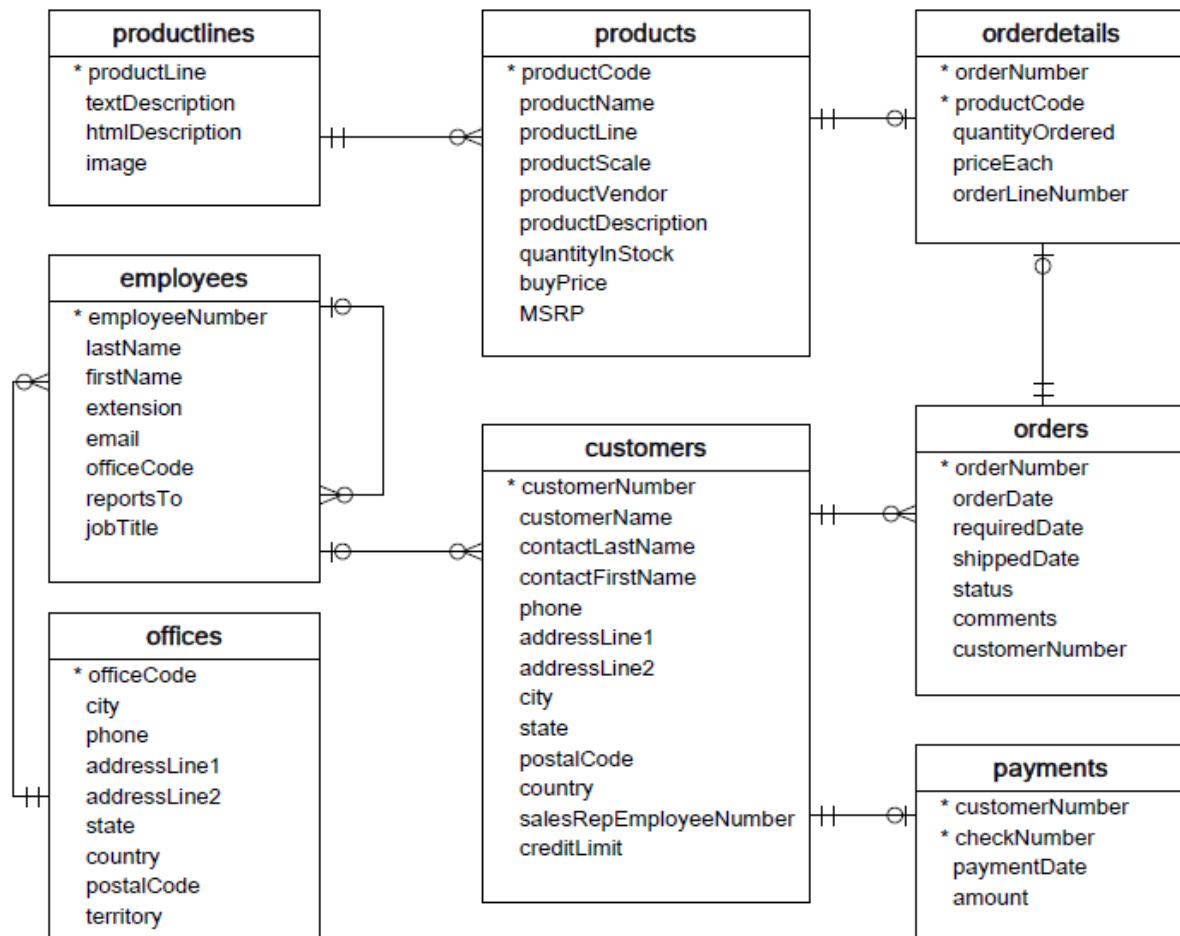 productlines
* productLine
textDescription
htmlDescription
image
products
* productCode
productName
productLine
productScale
productVendor
productDescription
quantityInStock
buyPrice
MSRP
orderdetails
* orderNumber
* productCode
quantityOrdered
priceEach
orderLineNumber
employees
* employeeNumber
lastName
firstName
extension
email
officeCode
reportsTo
jobTitle
customers
* customerNumber
customerName
contactLastName
contactFirstName
phone
addressLine1
addressLine2
city
state
postalCode
country
salesRepEmployeeNumber
creditLimit
orders
* orderNumber
orderDate
requiredDate
shippedDate
status
comments
customerNumber
offices
* officeCode
city
phone
addressLine1
addressLine2
state
country
postalCode
territory
payments
* customerNumber
* checkNumber
paymentDate
amount